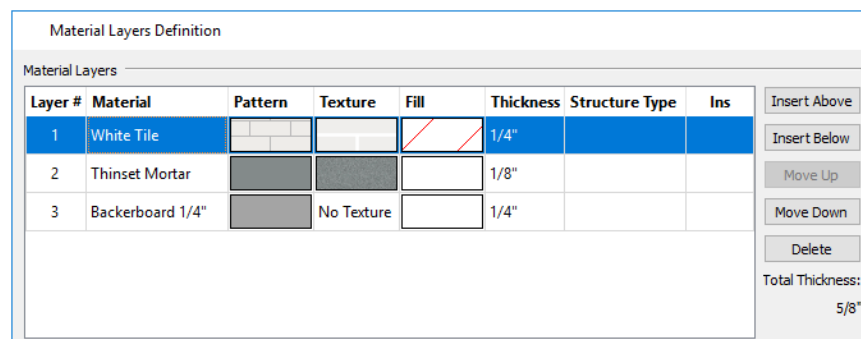 Material Layers Definition
Material Layers
Layer # Material Pattern Texture Fill Thickness Structure Type Ins
1 White Tile 1/4"
2 Thinset Mortar 1/8"
3 Backerboard 1/4" No Texture 1/4"
Insert Above
Insert Below
Move Up
Move Down
Delete
Total Thickness:
5/8"